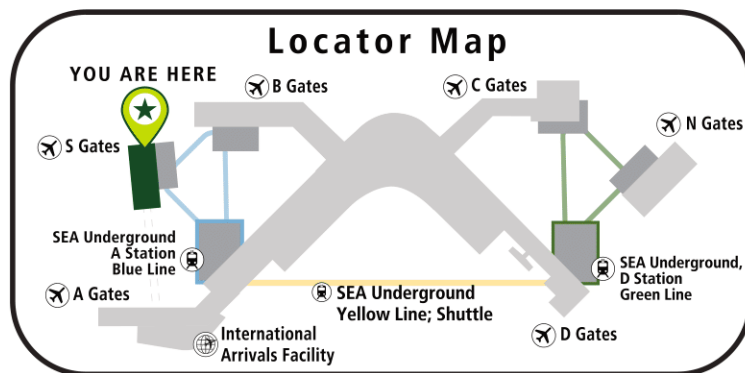 Locator Map
YOU ARE HERE
B Gates
C Gates
S Gates
N Gates
SEA Underground
A Station
Blue Line
SEA Underground,
D Station
Green Line
A Gates
SEA Underground
Yellow Line; Shuttle
International
Arrivals Facility
D Gates